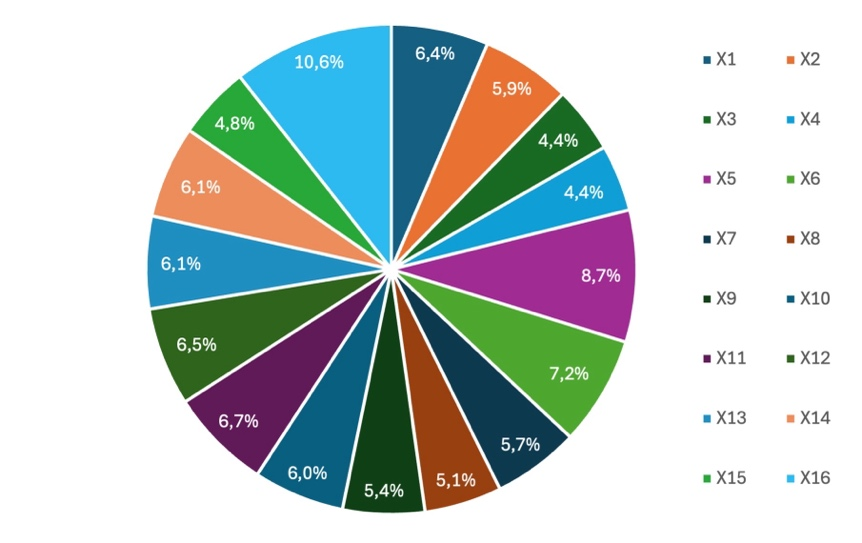 6,4%
5,9%
4,4%
4,4%
8,7%
7,2%
5,7%
5,1%
5,4%
6,0%
6,7%
6,5%
6,1%
6,1%
4,8%
10,6%
X1 X2
X3 X4
X5 X6
X7 X8
X9 X10
X11 X12
X13 X14
X15 X16